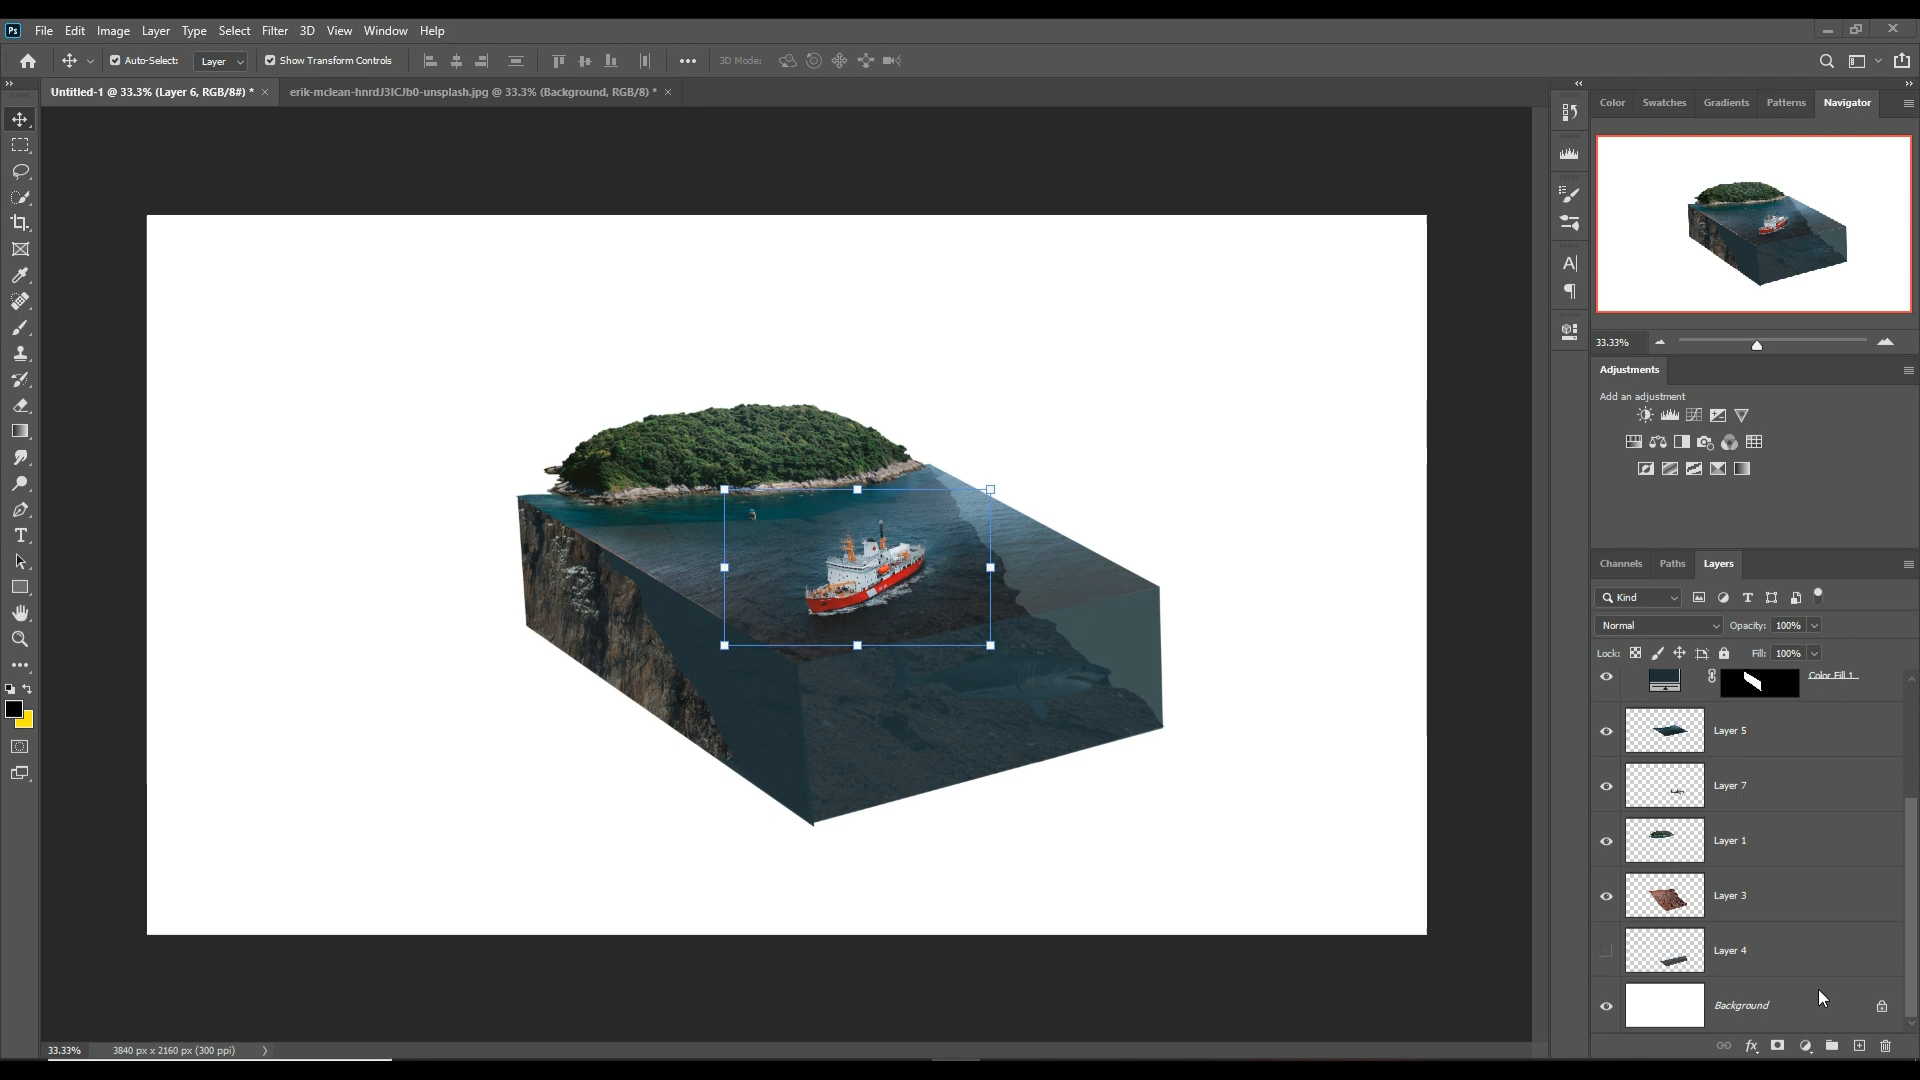 Ps File Edit Image Layer Type Select Filter 3D View Window Help
Auto-Select: Layer Show Transform Controls 3D Mode:
Untitled-1 @ 33.3% (Layer 6, RGB/8#) * × erik-mclean-hnrdJ3ICJb0-unsplash.jpg @ 33.3% (Background, RGB/8) * ×
Color Swatches Gradients Patterns Navigator
33.33%
Adjustments
Add an adjustment
Channels Paths Layers
Kind
Normal Opacity: 100%
Lock: Fill: 100%
Color Fill 1
Layer 5
Layer 7
Layer 1
Layer 3
Layer 4
Background
33.33% 3840 px x 2160 px (300 ppi)